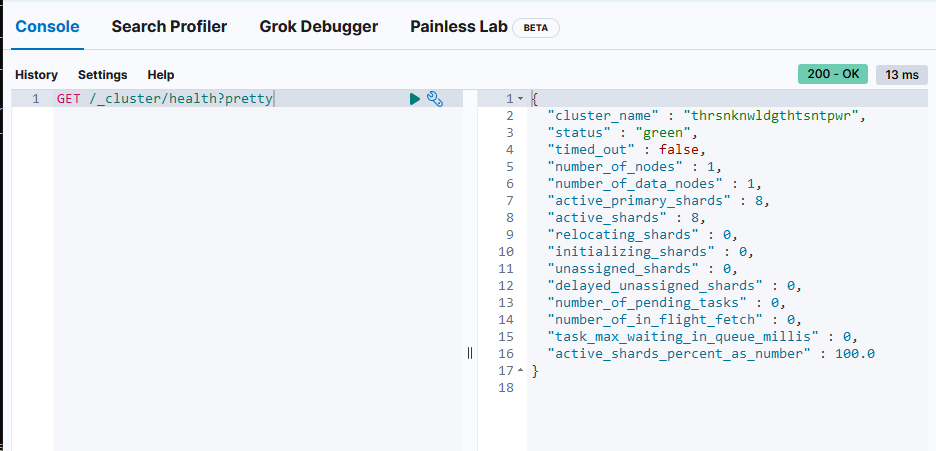 Console Search Profiler Grok Debugger Painless Lab BETA
History Settings Help
200 - OK 13 ms
1 GET /_cluster/health?pretty
1 {
2 "cluster_name" : "thrsnknwldgthtsntpwr",
3 "status" : "green",
4 "timed_out" : false,
5 "number_of_nodes" : 1,
6 "number_of_data_nodes" : 1,
7 "active_primary_shards" : 8,
8 "active_shards" : 8,
9 "relocating_shards" : 0,
10 "initializing_shards" : 0,
11 "unassigned_shards" : 0,
12 "delayed_unassigned_shards" : 0,
13 "number_of_pending_tasks" : 0,
14 "number_of_in_flight_fetch" : 0,
15 "task_max_waiting_in_queue_millis" : 0,
16 "active_shards_percent_as_number" : 100.0
17 }
18